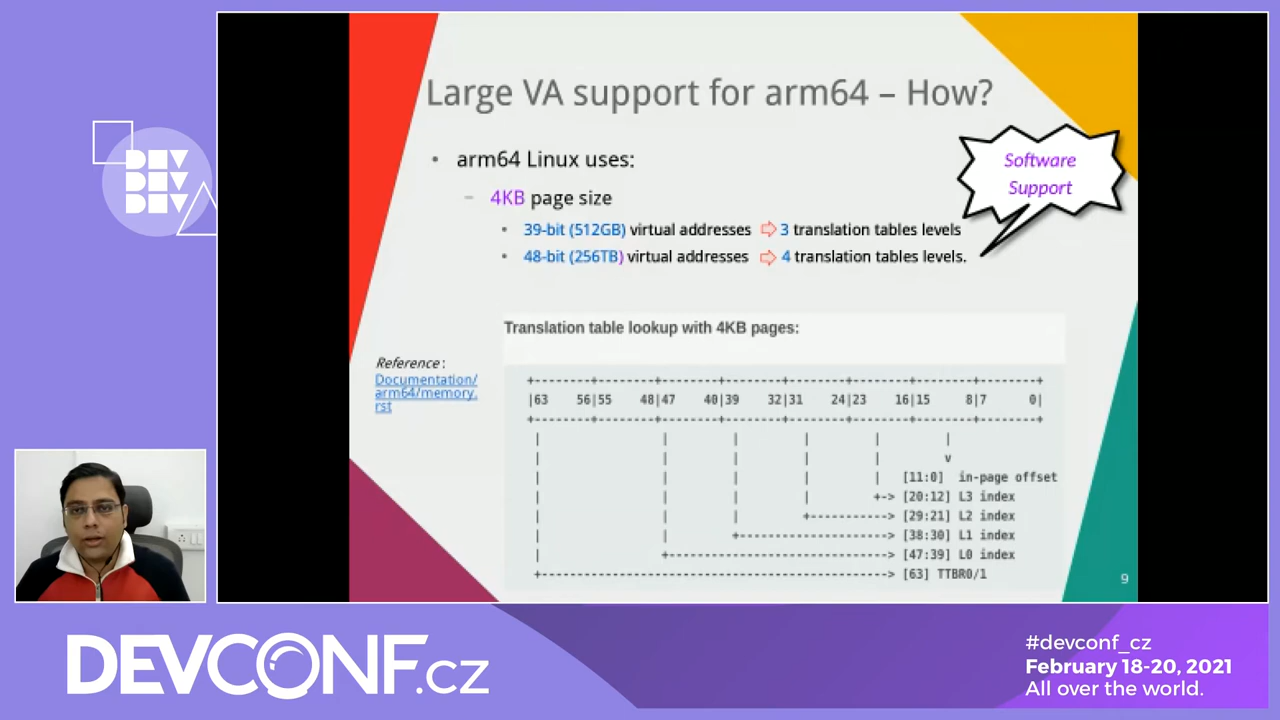 DEV
DEV
DEV
Large VA support for arm64 – How?
• arm64 Linux uses:
– 4KB page size
• 39-bit (512GB) virtual addresses ⇨ 3 translation tables levels
• 48-bit (256TB) virtual addresses ⇨ 4 translation tables levels.
Software
Support
Translation table lookup with 4KB pages:
Reference :
Documentation/
arm64/memory.
rst
+--------+--------+--------+--------+--------+--------+--------+--------+
|63    56|55    48|47    40|39    32|31    24|23    16|15     8|7      0|
+--------+--------+--------+--------+--------+--------+--------+--------+
 |                 |         |         |         |         |
 |                 |         |         |         |         v
 |                 |         |         |         |   [11:0]  in-page offset
 |                 |         |         |         +-> [20:12] L3 index
 |                 |         |         +-----------> [29:21] L2 index
 |                 |         +---------------------> [38:30] L1 index
 |                 +-------------------------------> [47:39] L0 index
 +-------------------------------------------------> [63] TTBR0/1
9
DEVCONF.cz
#devconf_cz
February 18-20, 2021
All over the world.